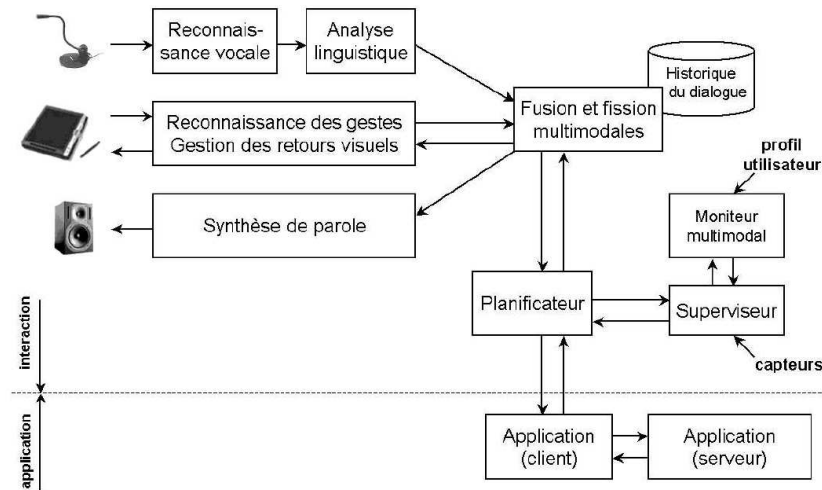 Reconnais-
sance vocale
Analyse
linguistique
Historique
du dialogue
Fusion et fission
multimodales
Reconnaissance des gestes
Gestion des retours visuels
profil
utilisateur
Synthèse de parole
Moniteur
multimodal
Planificateur
Superviseur
interaction
capteurs
application
Application
(client)
Application
(serveur)